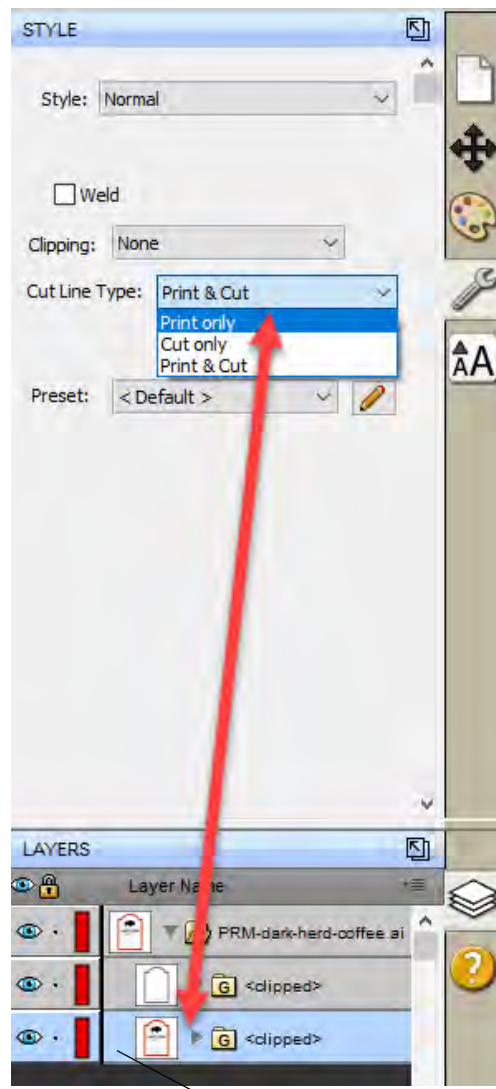 STYLE
Style: Normal
Weld
Clipping: None
Cut Line Type: Print & Cut
Print only
Cut only
Print & Cut
Preset: < Default >
AAA
LAYERS
Layer Name
PRM-dark-herd-coffee.ai
G <clipped>
G <clipped>